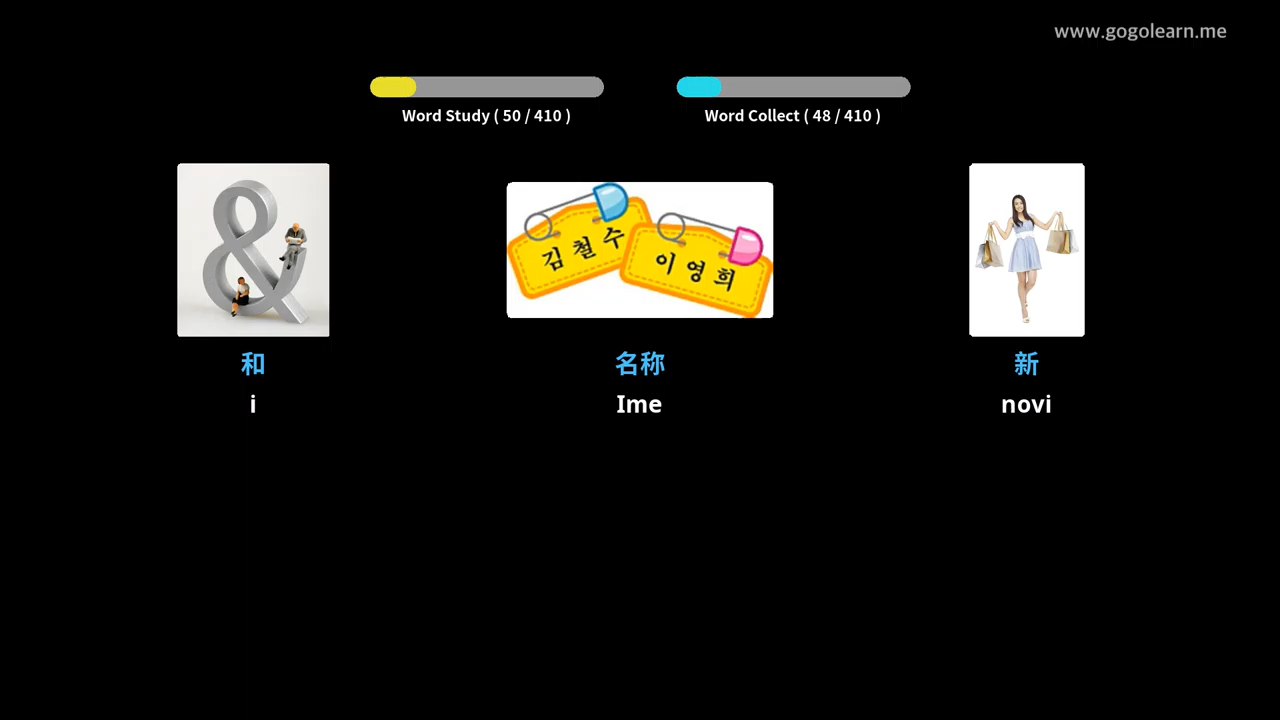 www.gogolearn.me
Word Study ( 50 / 410 )
Word Collect ( 48 / 410 )
김철수
이영희
和
名称
新
i
Ime
novi